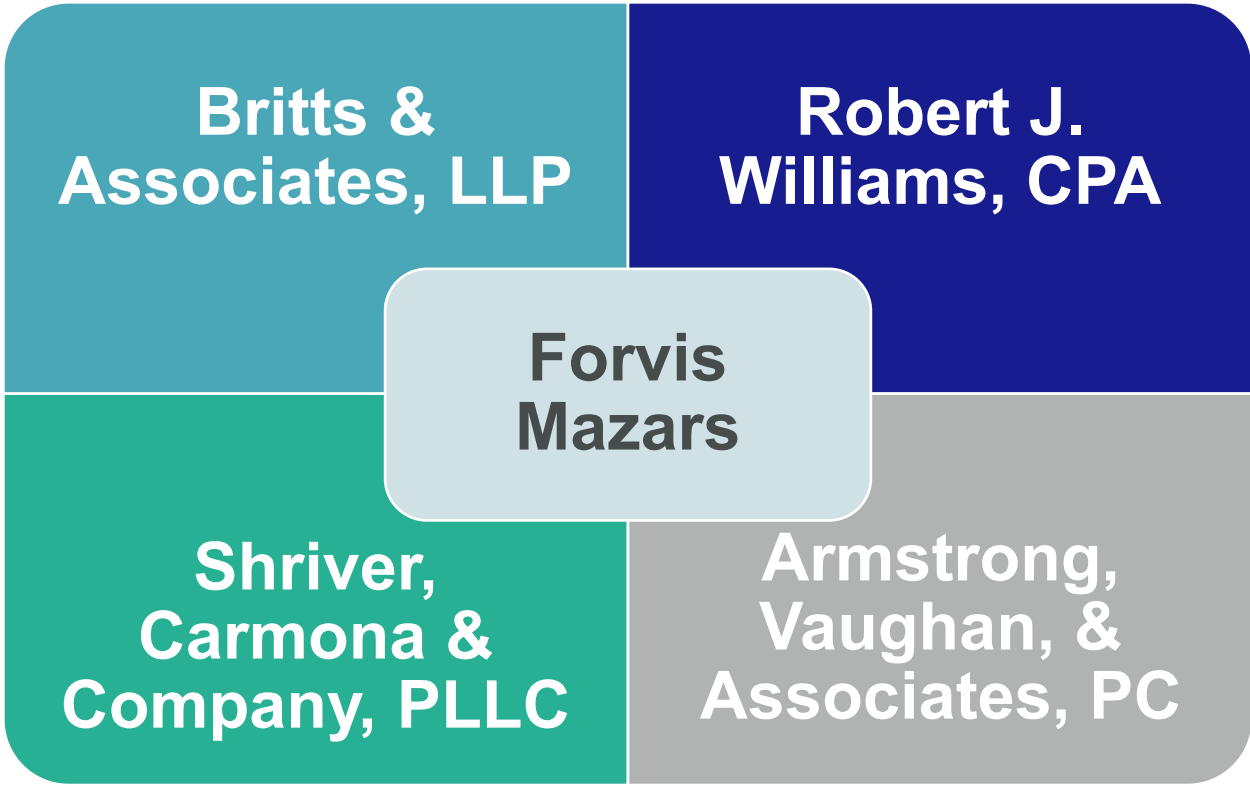 Britts &
Associates, LLP
Robert J.
Williams, CPA
Forvis
Mazars
Shriver,
Carmona &
Company, PLLC
Armstrong,
Vaughan, &
Associates, PC